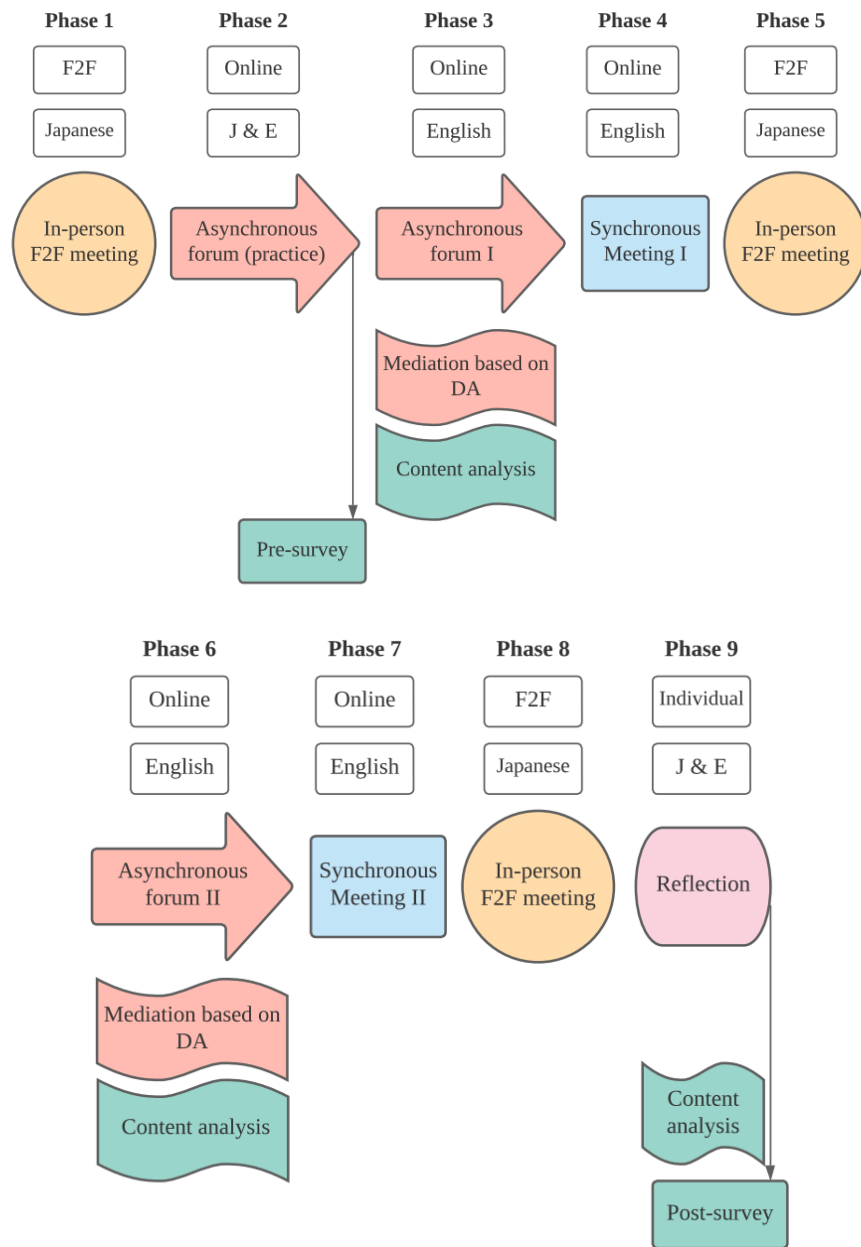 Phase 1
Phase 2
Phase 3
Phase 4
Phase 5
F2F
Online
Online
Online
F2F
Japanese
J & E
English
English
Japanese
In-person
F2F meeting
Asynchronous
forum (practice)
Asynchronous
forum I
Synchronous
Meeting I
In-person
F2F meeting
Mediation based on
DA
Content analysis
Pre-survey
Phase 6
Phase 7
Phase 8
Phase 9
Online
Online
F2F
Individual
English
English
Japanese
J & E
Asynchronous
forum II
Synchronous
Meeting II
In-person
F2F meeting
Reflection
Mediation based on
DA
Content analysis
Content
analysis
Post-survey